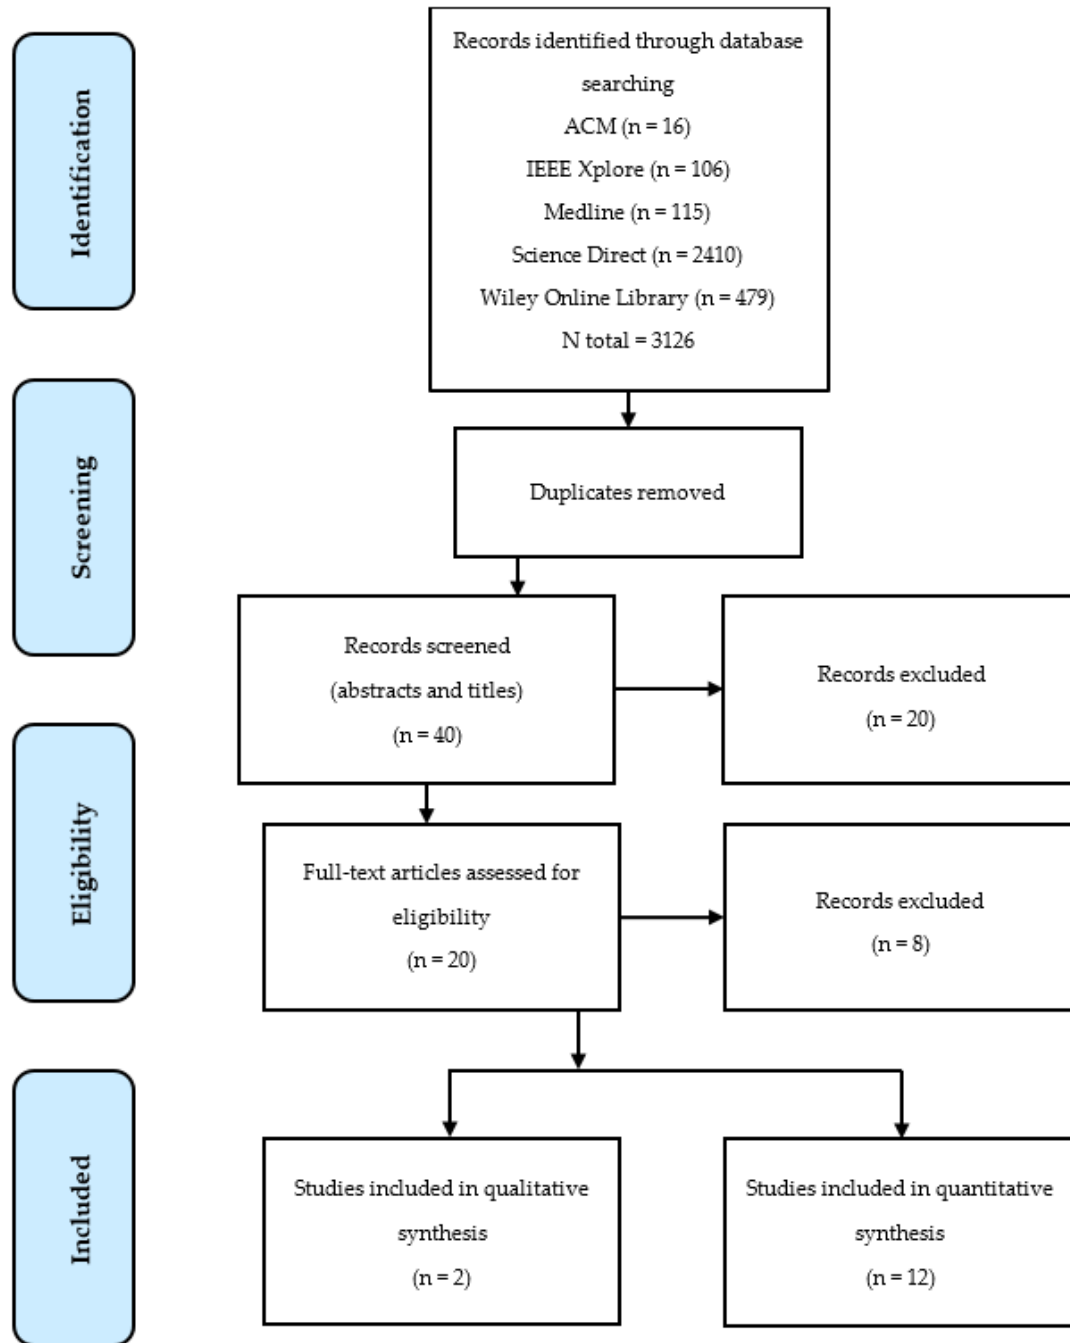 Identification
Records identified through database
searching
ACM (n = 16)
IEEE Xplore (n = 106)
Medline (n = 115)
Science Direct (n = 2410)
Wiley Online Library (n = 479)
N total = 3126
Screening
Duplicates removed
Records screened
(abstracts and titles)
(n = 40)
Records excluded
(n = 20)
Eligibility
Full-text articles assessed for
eligibility
(n = 20)
Records excluded
(n = 8)
Included
Studies included in qualitative
synthesis
(n = 2)
Studies included in quantitative
synthesis
(n = 12)